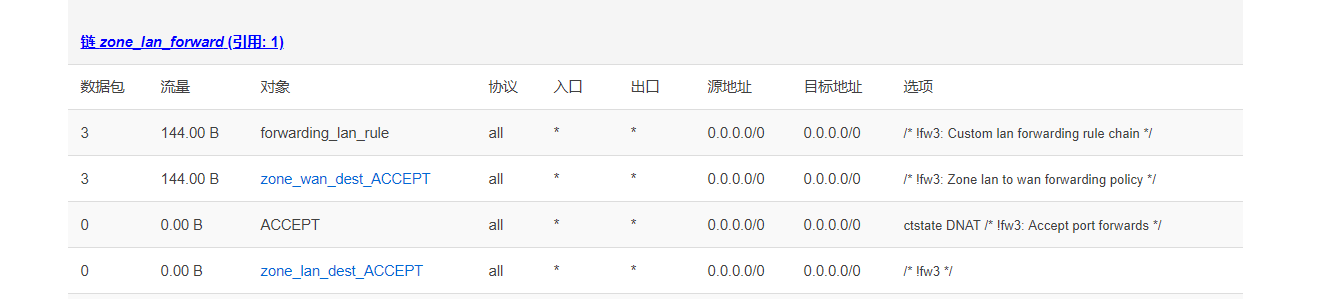 链 zone_lan_forward (引用: 1)
数据包 流量 对象 协议 入口 出口 源地址 目标地址 选项
3 144.00 B forwarding_lan_rule all * * 0.0.0.0/0 0.0.0.0/0 /* !fw3: Custom lan forwarding rule chain */
3 144.00 B zone_wan_dest_ACCEPT all * * 0.0.0.0/0 0.0.0.0/0 /* !fw3: Zone lan to wan forwarding policy */
0 0.00 B ACCEPT all * * 0.0.0.0/0 0.0.0.0/0 ctstate DNAT /* !fw3: Accept port forwards */
0 0.00 B zone_lan_dest_ACCEPT all * * 0.0.0.0/0 0.0.0.0/0 /* !fw3 */